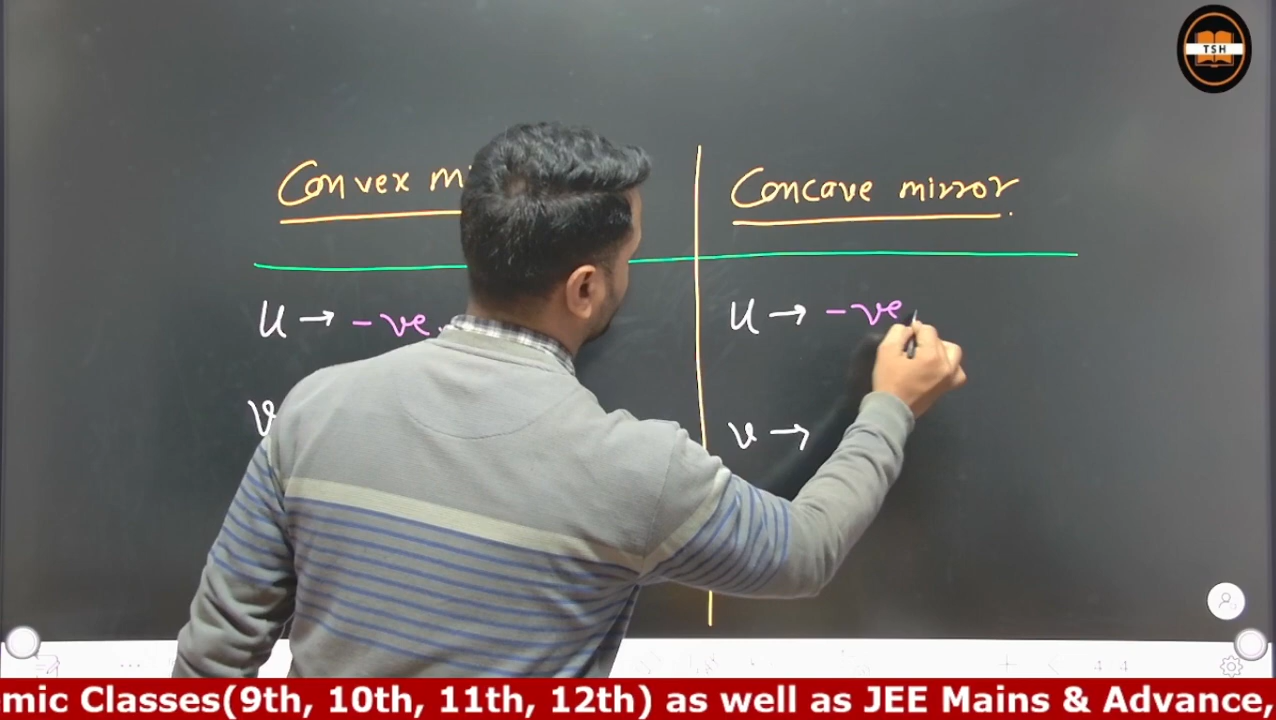 TSH
Convex
Concave mirror.
u → -ve.
u → -ve
v
v →
mic Classes(9th, 10th, 11th, 12th) as well as JEE Mains & Advance,